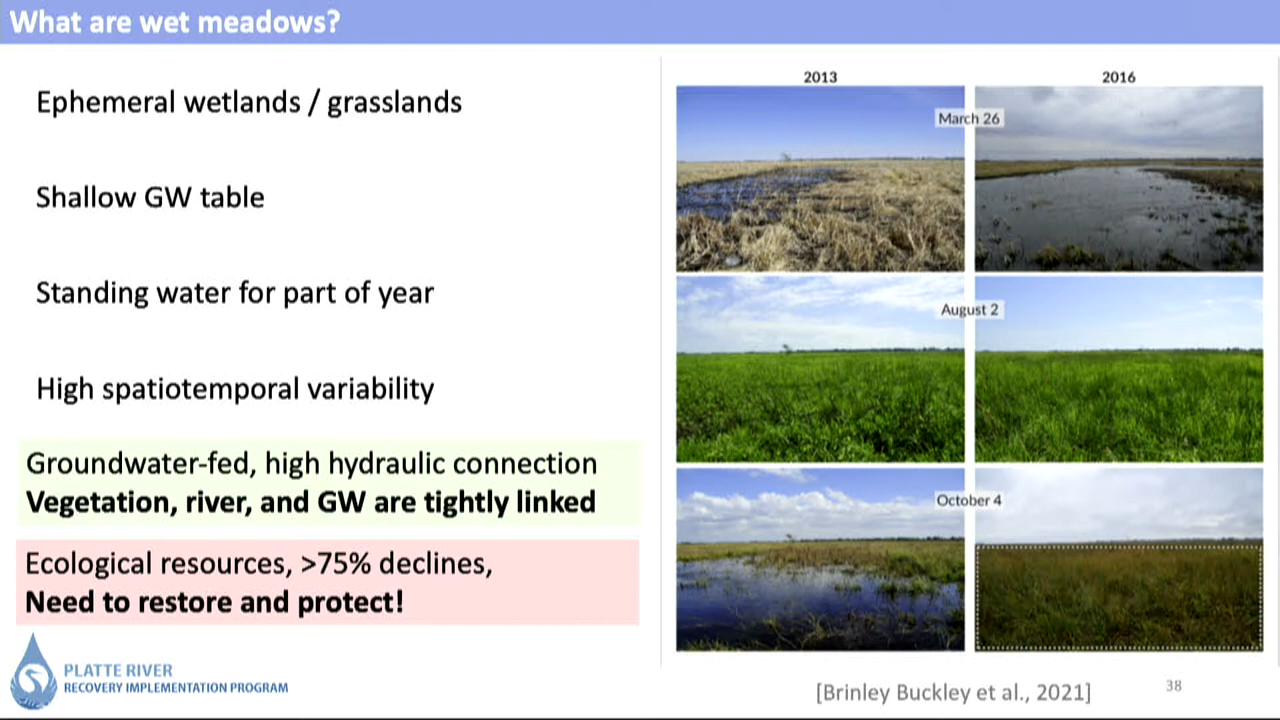 What are wet meadows?
Ephemeral wetlands / grasslands
Shallow GW table
Standing water for part of year
High spatiotemporal variability
Groundwater-fed, high hydraulic connection
Vegetation, river, and GW are tightly linked
Ecological resources, >75% declines,
Need to restore and protect!
PLATTE RIVER
RECOVERY IMPLEMENTATION PROGRAM
2013 2016
March 26
August 2
October 4
[Brinley Buckley et al., 2021]
38